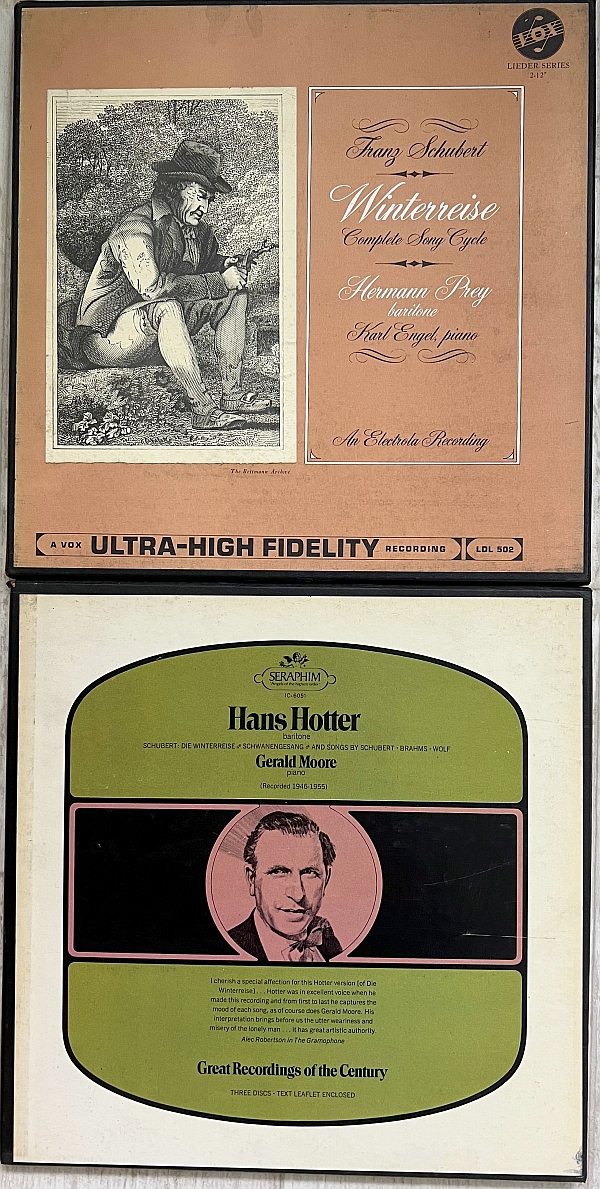 VOX
LIEDER SERIES
2-12"
Franz Schubert
Winterreise
Complete Song Cycle
Hermann Prey
baritone
Karl Engel, piano
An Electrola Recording
The Bettmann Archive
A VOX ULTRA-HIGH FIDELITY RECORDING LDL 502
SERAPHIM
"Angels of the highest order"
IC-6051
Hans Hotter
baritone
SCHUBERT: DIE WINTERREISE SCHWANENGESANG AND SONGS BY SCHUBERT · BRAHMS · WOLF
Gerald Moore
piano
(Recorded 1946-1955)
I cherish a special affection for this Hotter version [of Die
Winterreise] . . . Hotter was in excellent voice when he
made this recording and from first to last he captures the
mood of each song, as of course does Gerald Moore. His
interpretation brings before us the utter weariness and
misery of the lonely man . . . it has great artistic authority.
Alec Robertson in The Gramophone
Great Recordings of the Century
THREE DISCS · TEXT LEAFLET ENCLOSED